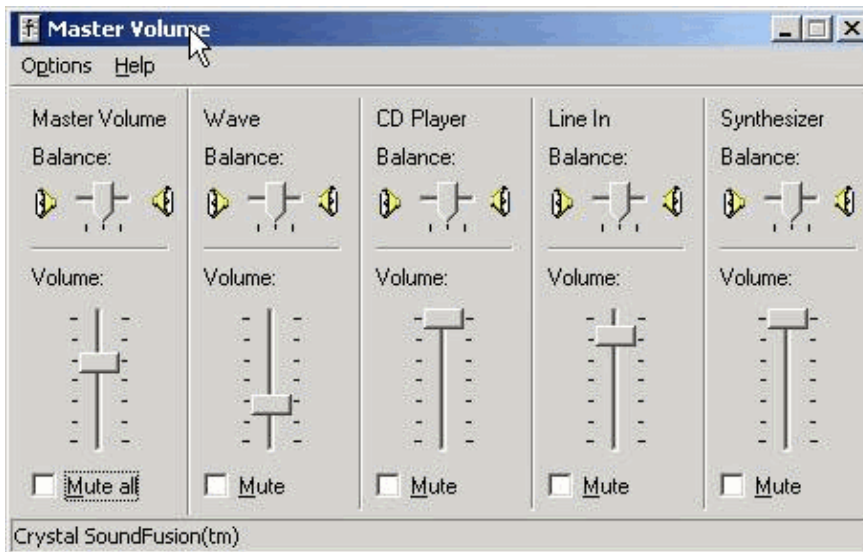 Master Volume
Options Help
Master Volume Wave CD Player Line In Synthesizer
Balance: Balance: Balance: Balance: Balance:
Volume: Volume: Volume: Volume: Volume:
Mute all Mute Mute Mute Mute
Crystal SoundFusion(tm)